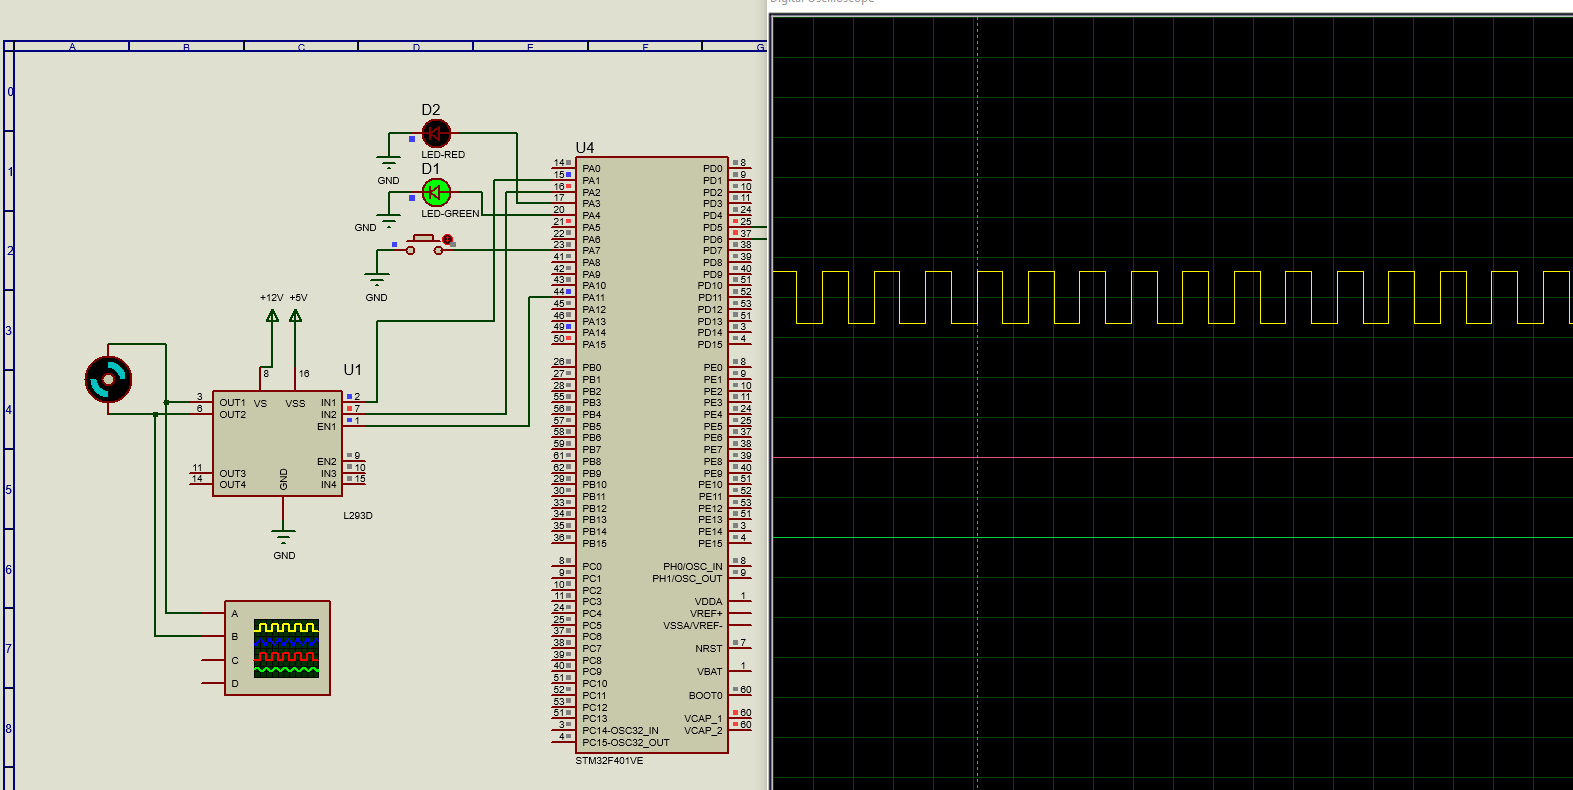 Digital Oscilloscope
A B C D E F G
0
1
2
3
4
5
6
7
8
D2
LED-RED
GND
D1
LED-GREEN
GND
GND
+12V +5V
8 16
U1
3 OUT1 VS VSS IN1 2
6 OUT2 IN2 7
EN1 1
EN2 9
11 OUT3 IN3 10
14 OUT4 IN4 15
GND
L293D
GND
A
B
C
D
U4
14 PA0 PD0 8
15 PA1 PD1 9
16 PA2 PD2 10
17 PA3 PD3 11
20 PA4 PD4 24
21 PA5 PD5 25
22 PA6 PD6 37
23 PA7 PD7 38
41 PA8 PD8 39
42 PA9 PD9 40
43 PA10 PD10 51
44 PA11 PD11 52
45 PA12 PD12 53
46 PA13 PD13 51
49 PA14 PD14 3
50 PA15 PD15 4
26 PB0 PE0 8
27 PB1 PE1 9
28 PB2 PE2 10
55 PB3 PE3 11
56 PB4 PE4 24
57 PB5 PE5 25
58 PB6 PE6 37
59 PB7 PE7 38
61 PB8 PE8 39
62 PB9 PE9 40
29 PB10 PE10 51
30 PB11 PE11 52
33 PB12 PE12 53
34 PB13 PE13 51
35 PB14 PE14 3
36 PB15 PE15 4
8 PC0 PH0/OSC_IN 8
9 PC1 PH1/OSC_OUT 9
10 PC2
11 PC3 VDDA 1
24 PC4 VREF+
25 PC5 VSSA/VREF-
37 PC6
38 PC7 NRST 7
39 PC8
40 PC9 VBAT 1
51 PC10
52 PC11 BOOT0 60
53 PC12
51 PC13 VCAP_1 60
3 PC14-OSC32_IN VCAP_2 60
4 PC15-OSC32_OUT
STM32F401VE